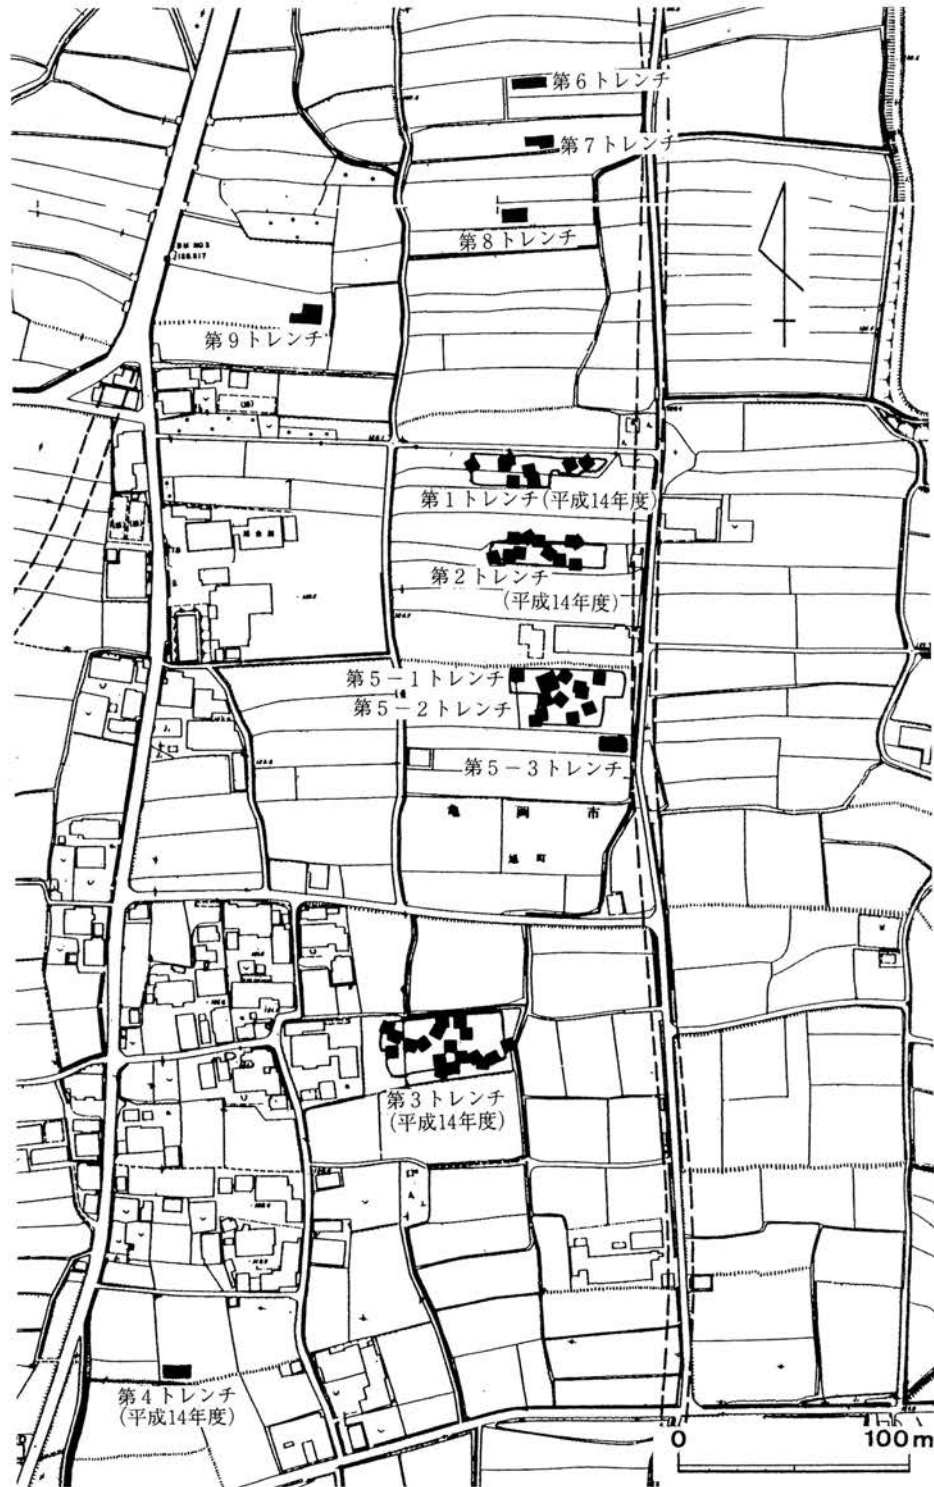 第6トレンチ
第7トレンチ
第8トレンチ
第9トレンチ
第1トレンチ(平成14年度)
第2トレンチ
(平成14年度)
第5-1トレンチ
第5-2トレンチ
第5-3トレンチ
亀岡市
旭町
第3トレンチ
(平成14年度)
第4トレンチ
(平成14年度)
0 100m